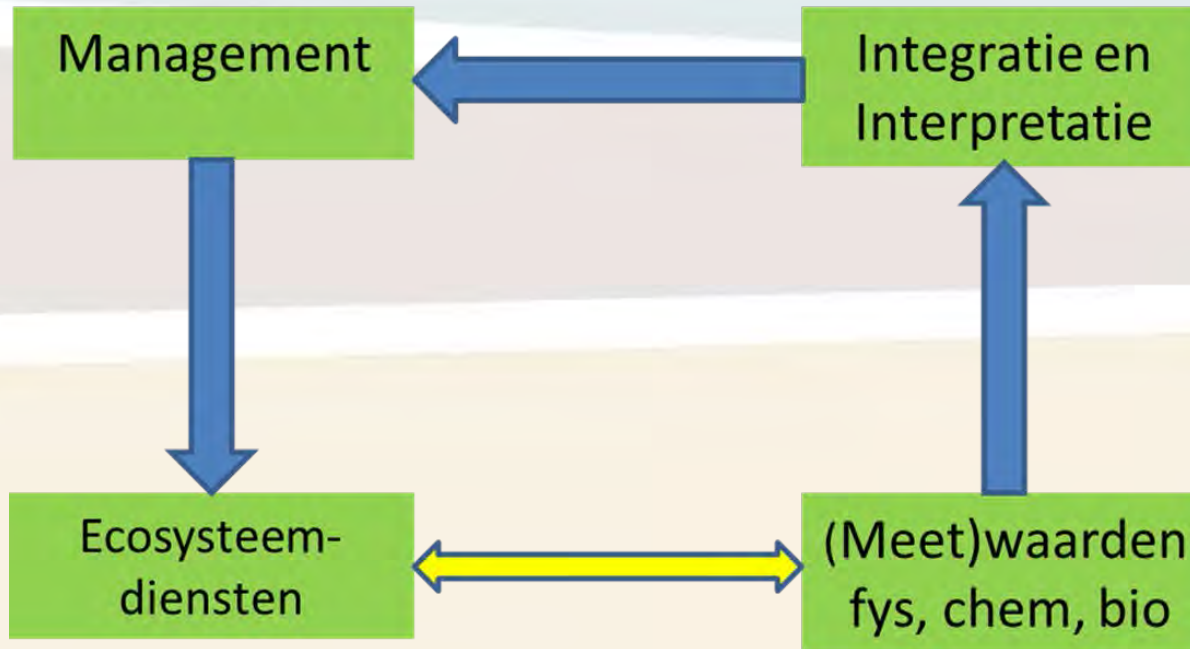 Management
Integratie en
Interpretatie
Ecosysteem-
diensten
(Meet)waarden
fys, chem, bio